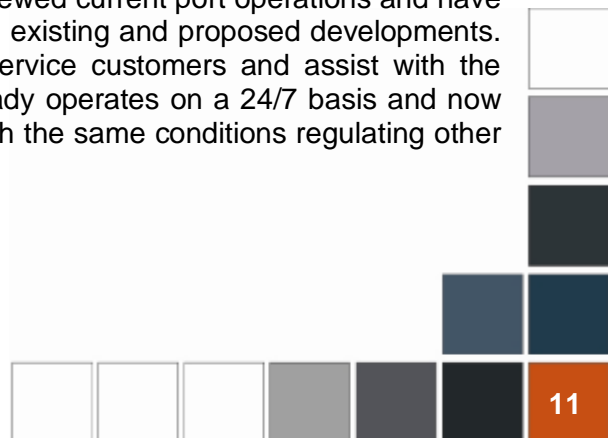 ewed current port operations and have
existing and proposed developments.
ervice customers and assist with the
ady operates on a 24/7 basis and now
h the same conditions regulating other
11